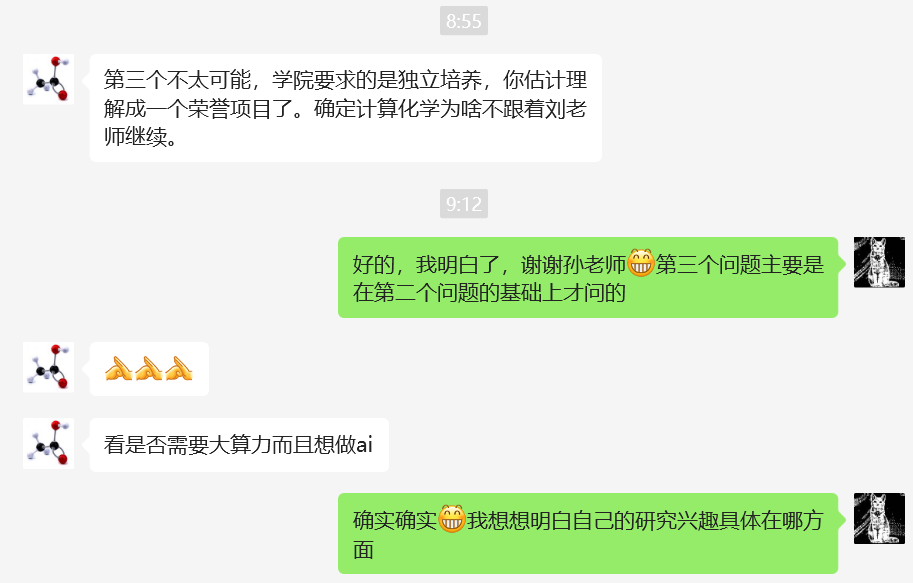 8:55
第三个不太可能，学院要求的是独立培养，你估计理
解成一个荣誉项目了。确定计算化学为啥不跟着刘老
师继续。
9:12
好的，我明白了，谢谢孙老师😁第三个问题主要是
在第二个问题的基础上才问的
看是否需要大算力而且想做ai
确实确实😁我想想明白自己的研究兴趣具体在哪方
面